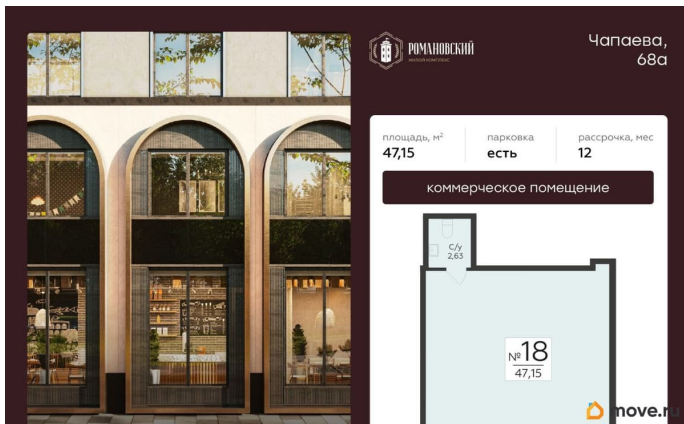 РОМАНОВСКИЙ
ЖИЛОЙ КОМПЛЕКС
Чапаева,
68а
площадь, м²
47,15
парковка
есть
рассрочка, мес
12
коммерческое помещение
С/у
2,63
№18
47,15
move.ru